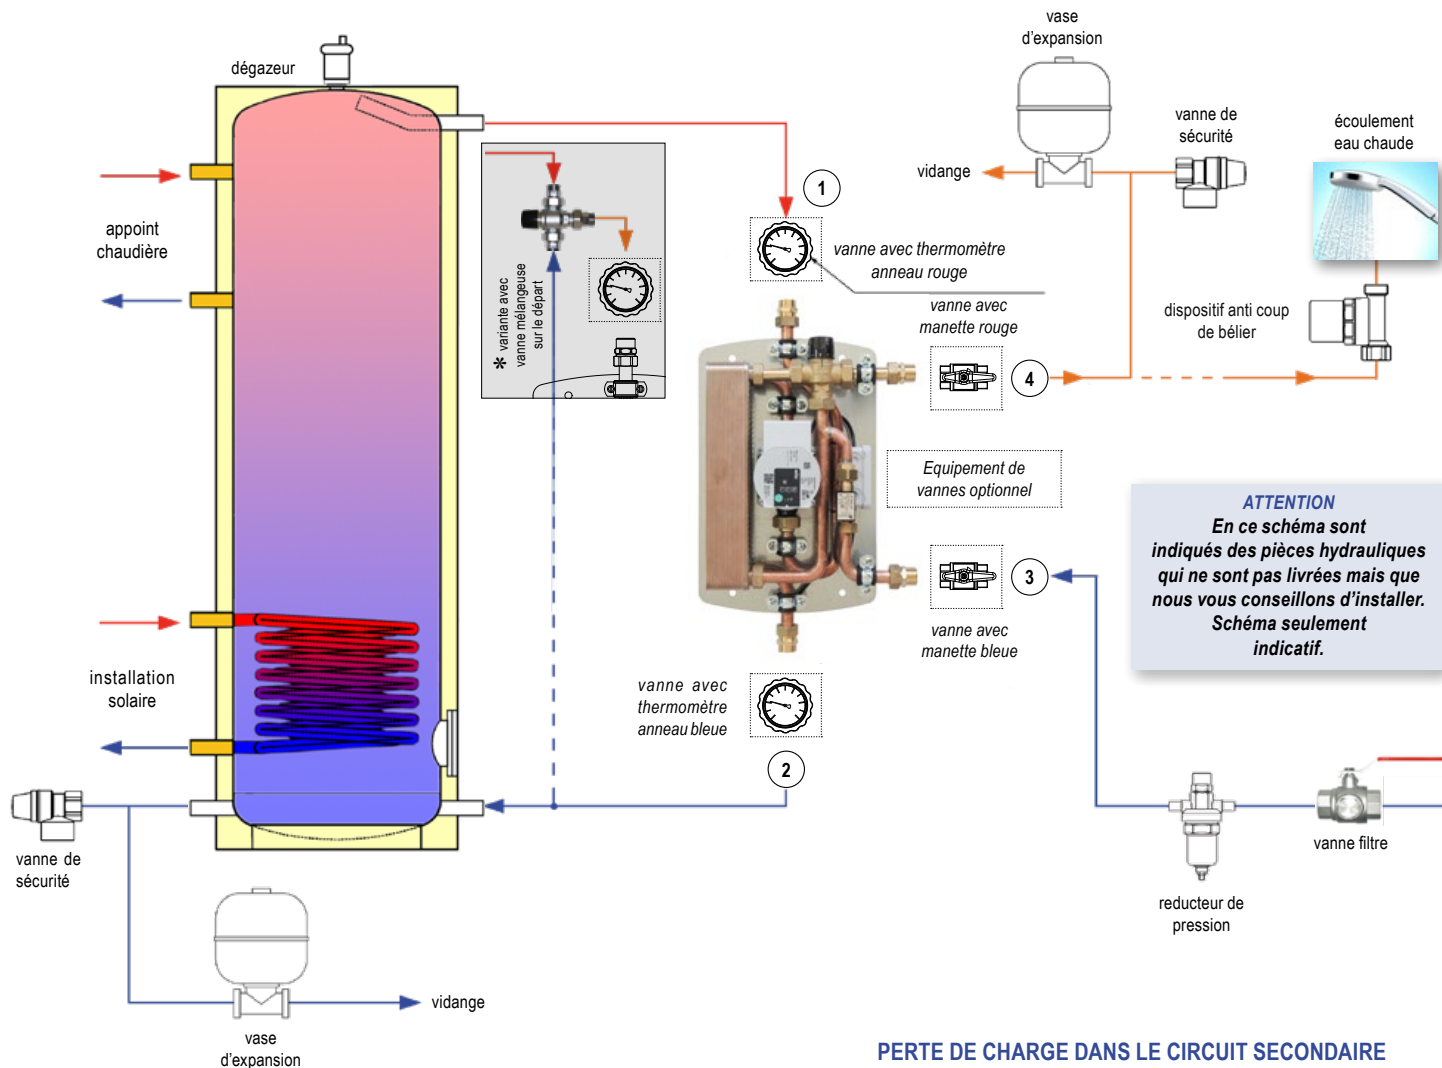 vase
d'expansion
dégazeur
vanne de
sécurité
écoulement
eau chaude
vidange
1
appoint
chaudière
vanne avec thermomètre
anneau rouge
* variante avec
vanne mélangeuse
sur le départ
vanne avec
manette rouge
dispositif anti coup
de bélier
4
Equipement de
vannes optionnel
ATTENTION
En ce schéma sont
indiqués des pièces hydrauliques
qui ne sont pas livrées mais que
nous vous conseillons d'installer.
Schéma seulement
indicatif.
3
vanne avec
manette bleue
installation
solaire
vanne avec
thermomètre
anneau bleue
2
vanne filtre
vanne de
sécurité
reducteur de
pression
vidange
vase
d'expansion
PERTE DE CHARGE DANS LE CIRCUIT SECONDAIRE